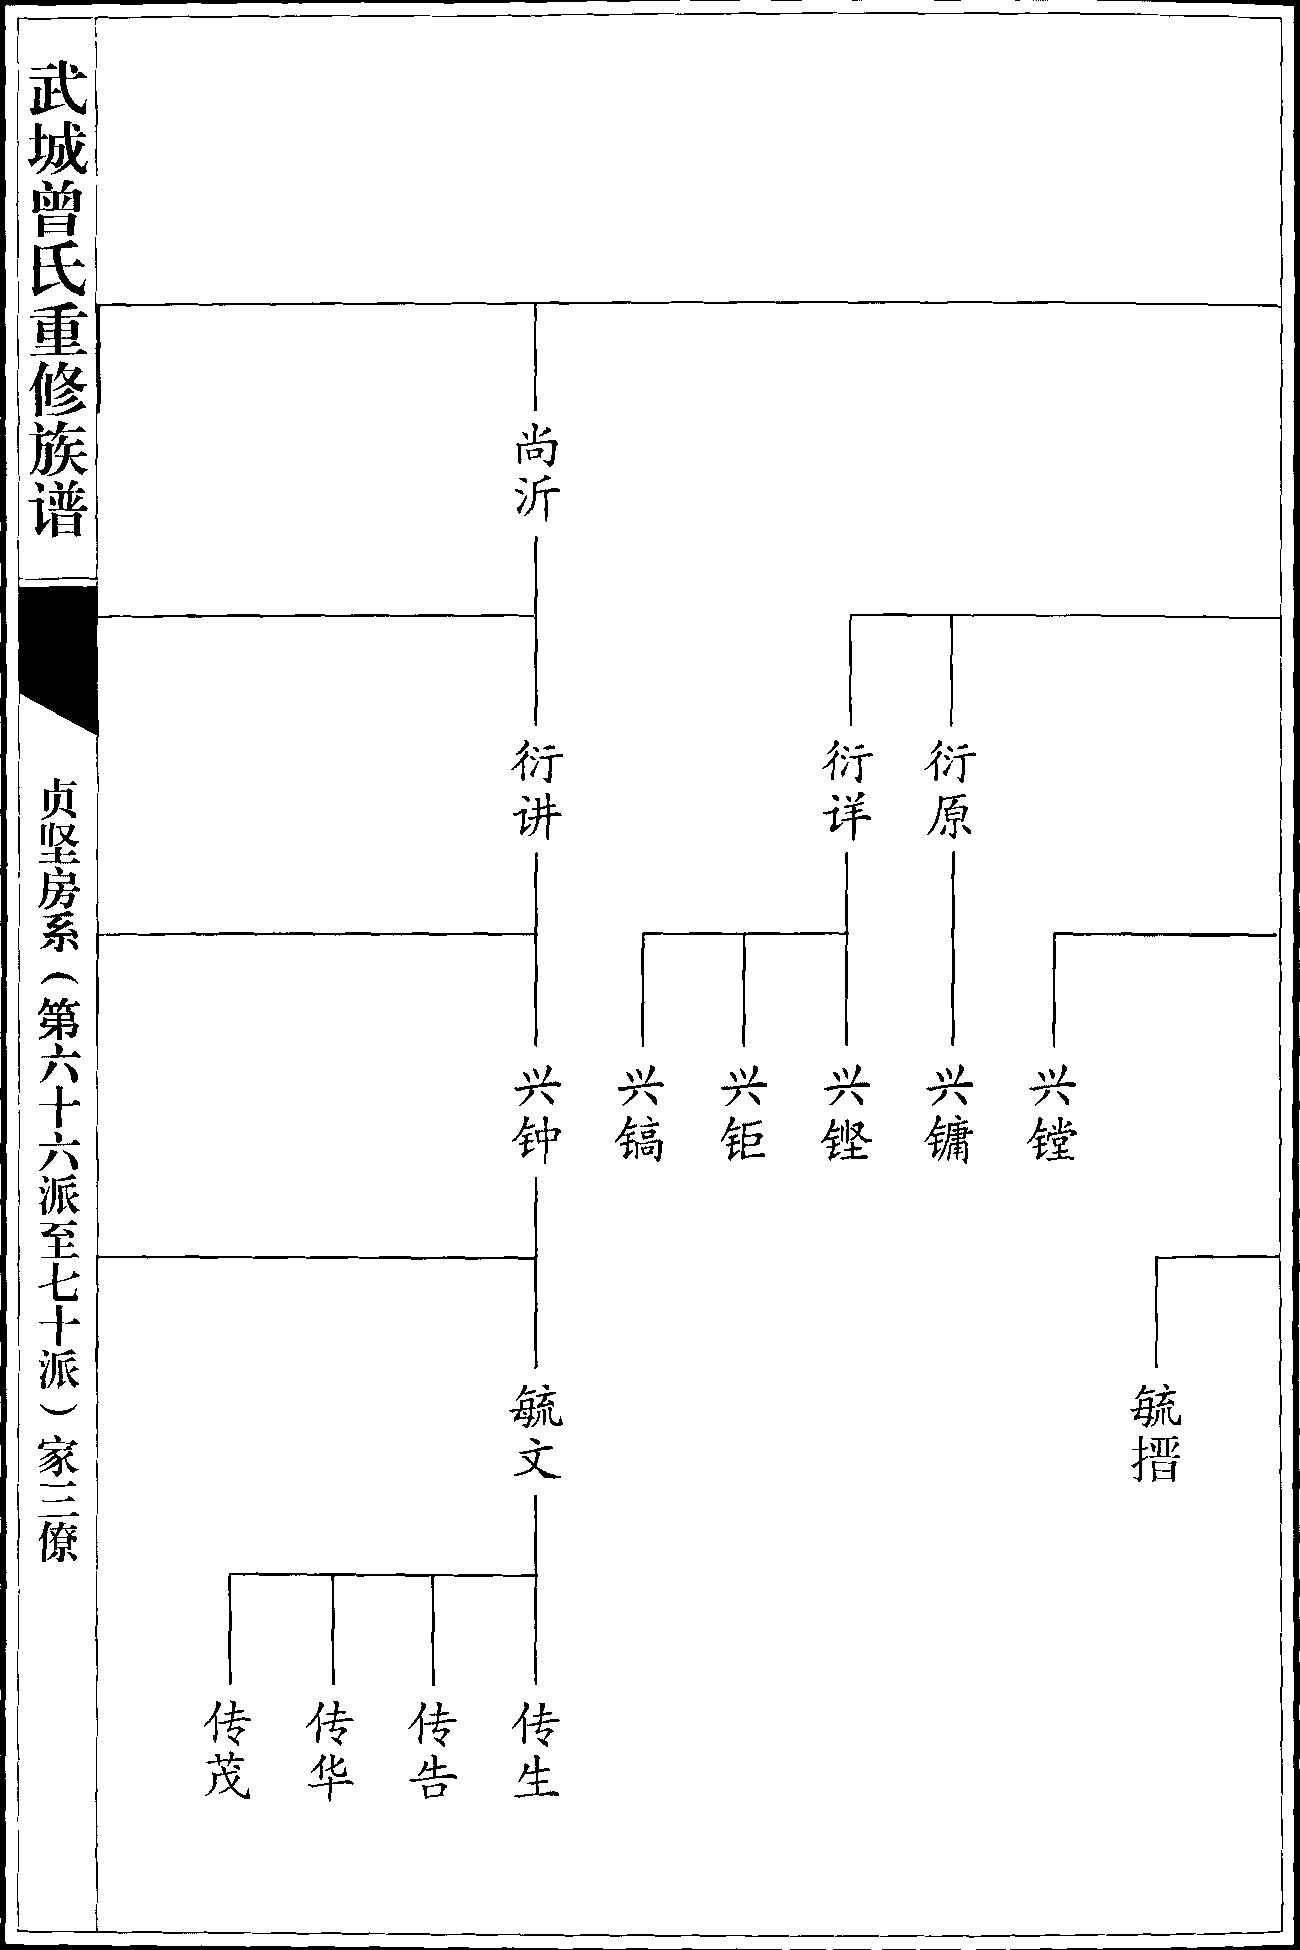 武城曾氏重修族谱
贞坚房系(第六十六派至七十派)家三僚
尚沂
衍原
衍详
衍讲
兴镗
兴镛
兴铿
兴钜
兴镐
兴钟
毓搢
毓文
传生
传告
传华
传茂